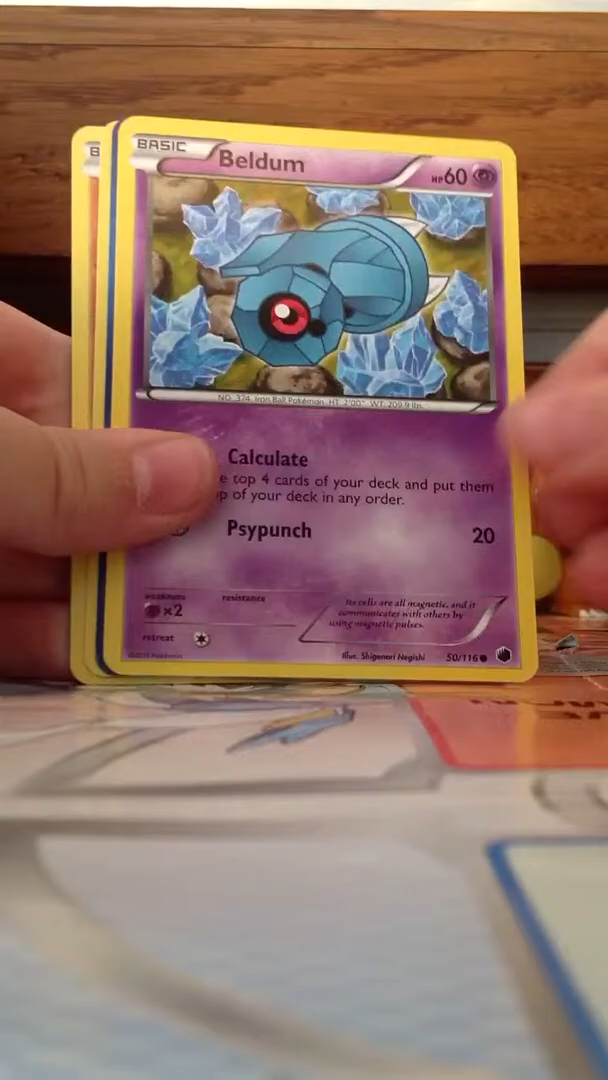 BASIC
B
Beldum
HP60
NO. 374 Iron Ball Pokémon HT: 2'00" WT: 209.9 lbs.
Calculate
e top 4 cards of your deck and put them
p of your deck in any order.
Psypunch 20
weakness resistance
×2
retreat
Its cells are all magnetic, and it
communicates with others by
using magnetic pulses.
Illus. Shigenori Negishi 50/116